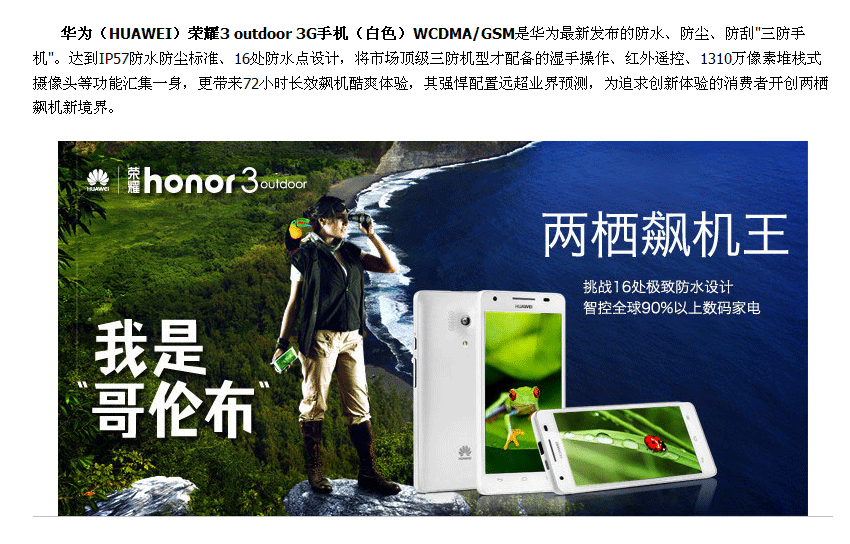 华为（HUAWEI）荣耀3 outdoor 3G手机（白色）WCDMA/GSM是华为最新发布的防水、防尘、防刮"三防手
机"。达到IP57防水防尘标准、16处防水点设计，将市场顶级三防机型才配备的湿手操作、红外遥控、1310万像素堆栈式
摄像头等功能汇集一身，更带来72小时长效飙机酷爽体验，其强悍配置远超业界预测，为追求创新体验的消费者开创两栖
飙机新境界。
HUAWEI
荣耀
honor 3 outdoor
两栖飙机王
挑战16处极致防水设计
智控全球90%以上数码家电
我是
"哥伦布"
HUAWEI
HUAWEI